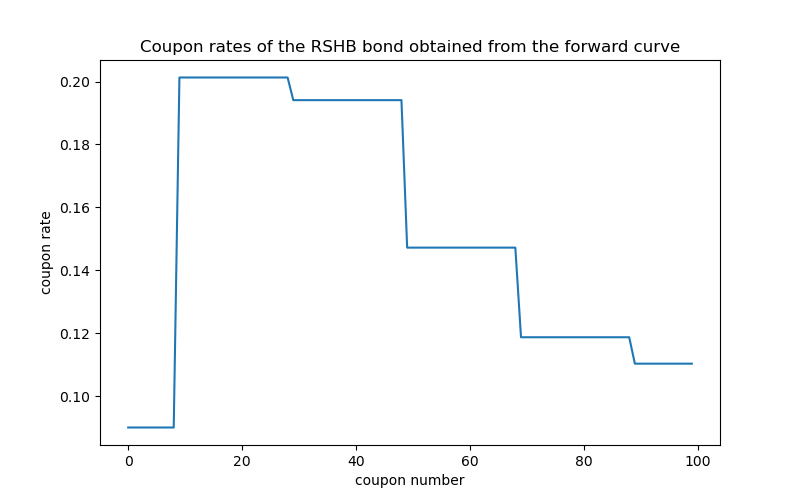 Coupon rates of the RSHB bond obtained from the forward curve
0.20
0.18
0.16
0.14
0.12
0.10
coupon rate
0 20 40 60 80 100
coupon number